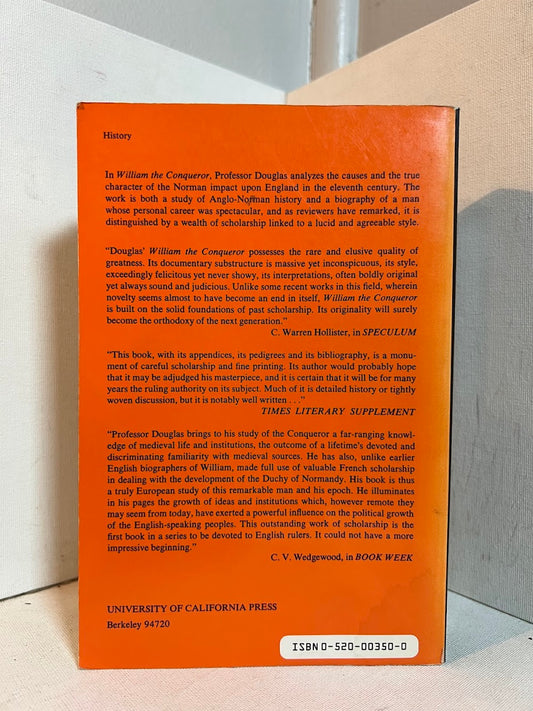 History
In William the Conqueror, Professor Douglas analyzes the causes and the true
character of the Norman impact upon England in the eleventh century. The
work is both a study of Anglo-Norman history and a biography of a man
whose personal career was spectacular, and as reviewers have remarked, it is
distinguished by a wealth of scholarship linked to a lucid and agreeable style.
"Douglas' William the Conqueror possesses the rare and elusive quality of
greatness. Its documentary substructure is massive yet inconspicuous, its style,
exceedingly felicitous yet never showy, its interpretations, often boldly original
yet always sound and judicious. Unlike some recent works in this field, wherein
novelty seems almost to have become an end in itself, William the Conqueror
is built on the solid foundations of past scholarship. Its originality will surely
become the orthodoxy of the next generation."
C. Warren Hollister, in SPECULUM
"This book, with its appendices, its pedigrees and its bibliography, is a monu-
ment of careful scholarship and fine printing. Its author would probably hope
that it may be adjudged his masterpiece, and it is certain that it will be for many
years the ruling authority on its subject. Much of it is detailed history or tightly
woven discussion, but it is notably well written . . ."
TIMES LITERARY SUPPLEMENT
"Professor Douglas brings to his study of the Conqueror a far-ranging knowl-
edge of medieval life and institutions, the outcome of a lifetime's devoted and
discriminating familiarity with medieval sources. He has also, unlike earlier
English biographers of William, made full use of valuable French scholarship
in dealing with the development of the Duchy of Normandy. His book is thus
a truly European study of this remarkable man and his epoch. He illuminates
in his pages the growth of ideas and institutions which, however remote they
may seem from today, have exerted a powerful influence on the political growth
of the English-speaking peoples. This outstanding work of scholarship is the
first book in a series to be devoted to English rulers. It could not have a more
impressive beginning."
C. V. Wedgewood, in BOOK WEEK
UNIVERSITY OF CALIFORNIA PRESS
Berkeley 94720
ISBN 0-520-00350-0